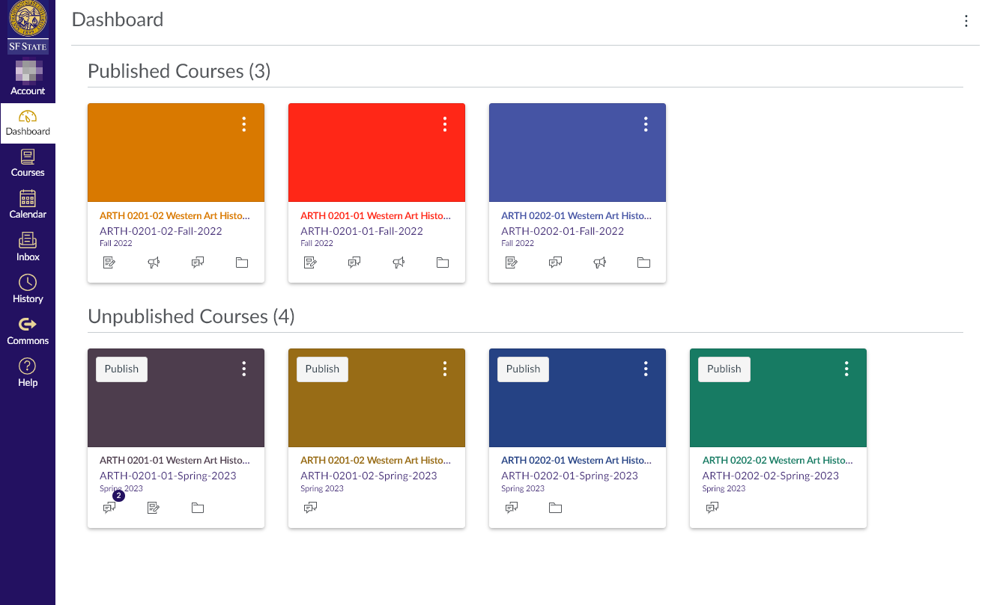 SF STATE
Account
Dashboard
Courses
Calendar
Inbox
History
Commons
Help
Dashboard
Published Courses (3)
ARTH 0201-02 Western Art Histo...
ARTH-0201-02-Fall-2022
Fall 2022
ARTH 0201-01 Western Art Histo...
ARTH-0201-01-Fall-2022
Fall 2022
ARTH 0202-01 Western Art Histo...
ARTH-0202-01-Fall-2022
Fall 2022
Unpublished Courses (4)
Publish
ARTH 0201-01 Western Art Histo...
ARTH-0201-01-Spring-2023
Spring 2023
2
Publish
ARTH 0201-02 Western Art Histo...
ARTH-0201-02-Spring-2023
Spring 2023
Publish
ARTH 0202-01 Western Art Histo...
ARTH-0202-01-Spring-2023
Spring 2023
Publish
ARTH 0202-02 Western Art Histo...
ARTH-0202-02-Spring-2023
Spring 2023